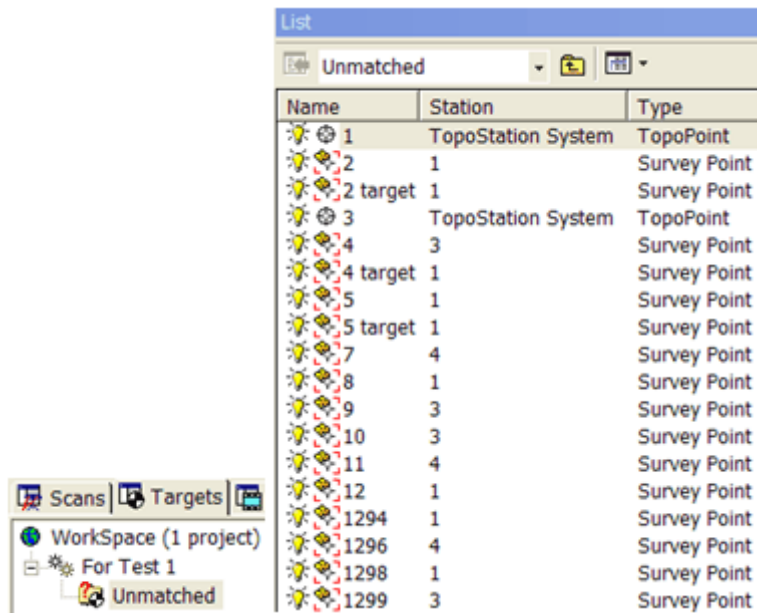 List
Unmatched
Name Station Type
1 TopoStation System TopoPoint
2 1 Survey Point
2 target 1 Survey Point
3 TopoStation System TopoPoint
4 3 Survey Point
4 target 1 Survey Point
5 1 Survey Point
5 target 1 Survey Point
7 4 Survey Point
8 1 Survey Point
9 3 Survey Point
10 3 Survey Point
11 4 Survey Point
12 1 Survey Point
1294 1 Survey Point
1296 4 Survey Point
1298 1 Survey Point
1299 3 Survey Point
Scans Targets
WorkSpace (1 project)
For Test 1
Unmatched